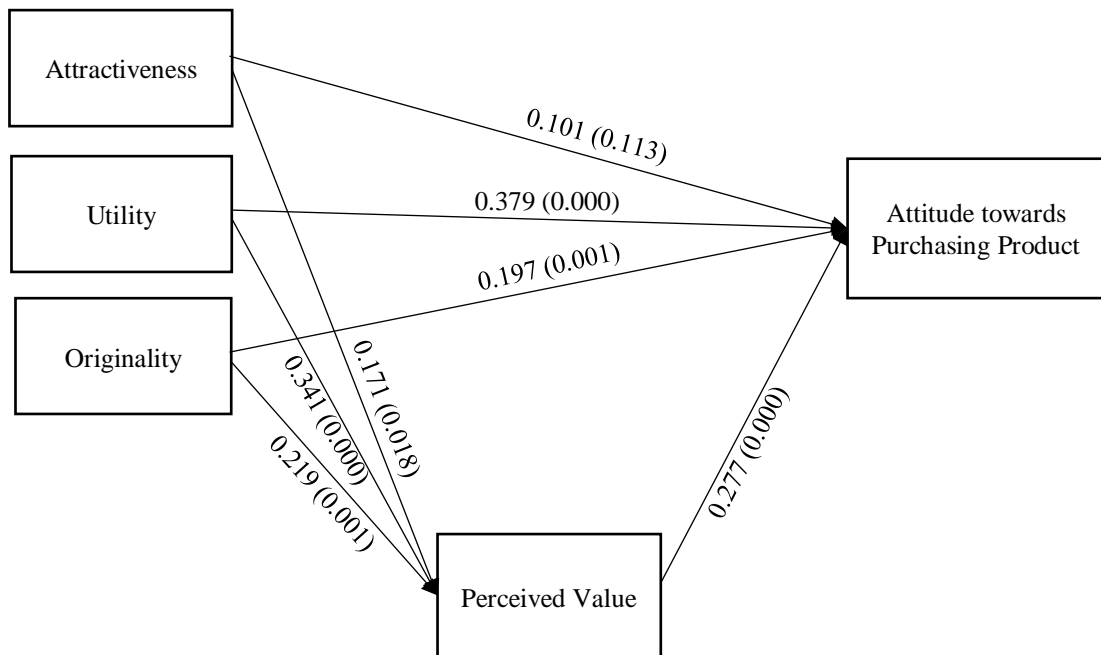 Attractiveness
0.101 (0.113)
Utility
0.379 (0.000)
Attitude towards
Purchasing Product
0.197 (0.001)
Originality
0.171 (0.018)
0.341 (0.000)
0.219 (0.001)
0.277 (0.000)
Perceived Value